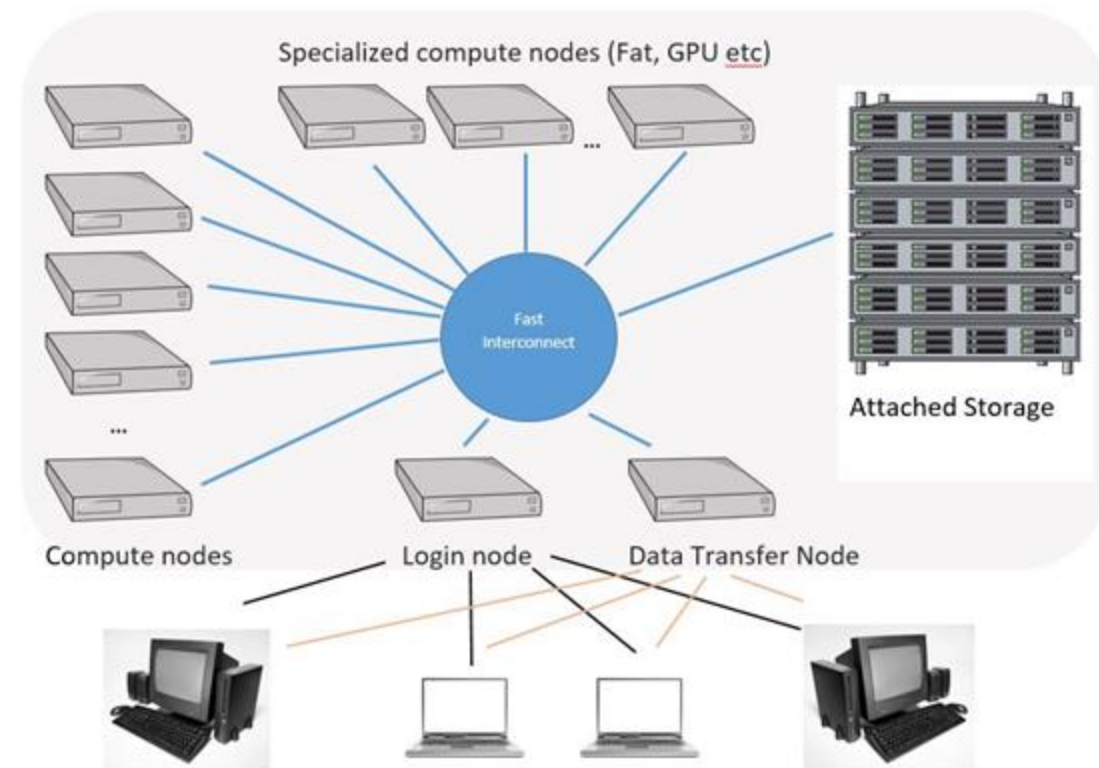 Specialized compute nodes (Fat, GPU etc)
...
Fast
Interconnect
Attached Storage
...
Compute nodes
Login node
Data Transfer Node